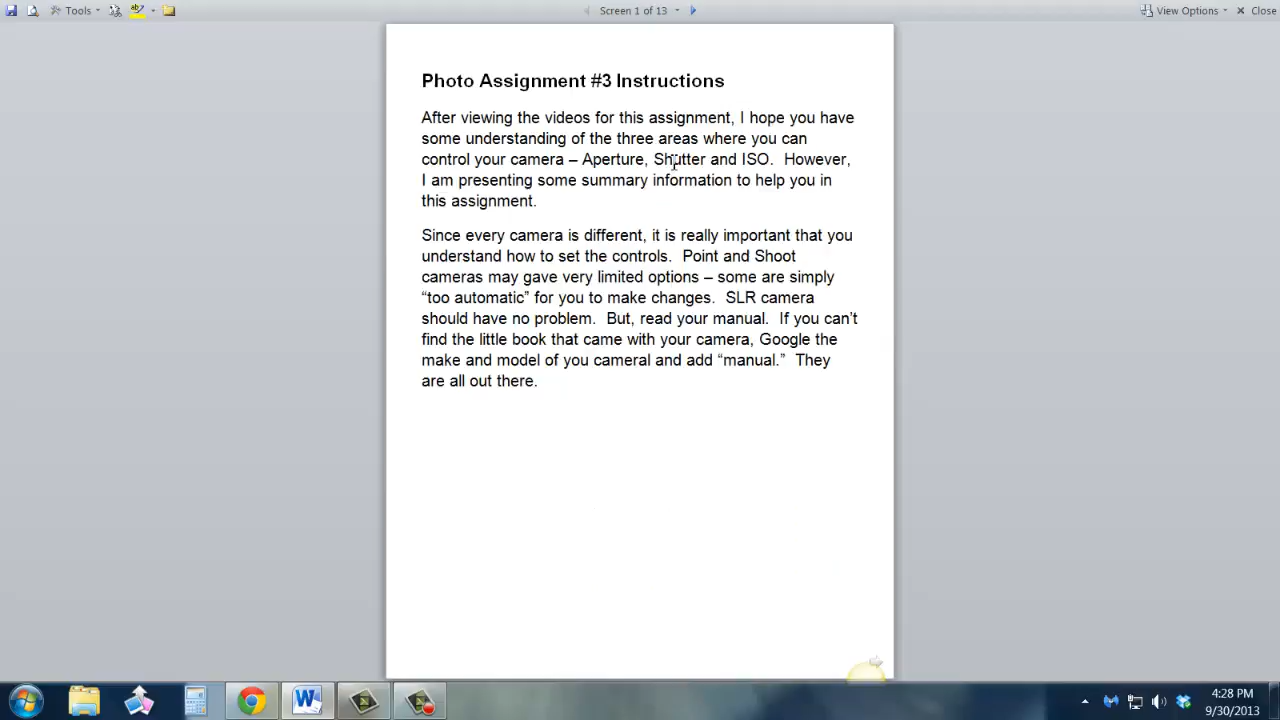 Tools
Screen 1 of 13
View Options
Close
Photo Assignment #3 Instructions
After viewing the videos for this assignment, I hope you have
some understanding of the three areas where you can
control your camera – Aperture, Shutter and ISO.  However,
I am presenting some summary information to help you in
this assignment.
Since every camera is different, it is really important that you
understand how to set the controls.  Point and Shoot
cameras may gave very limited options – some are simply
“too automatic” for you to make changes.  SLR camera
should have no problem.  But, read your manual.  If you can’t
find the little book that came with your camera, Google the
make and model of you cameral and add “manual.”  They
are all out there.
4:28 PM
9/30/2013